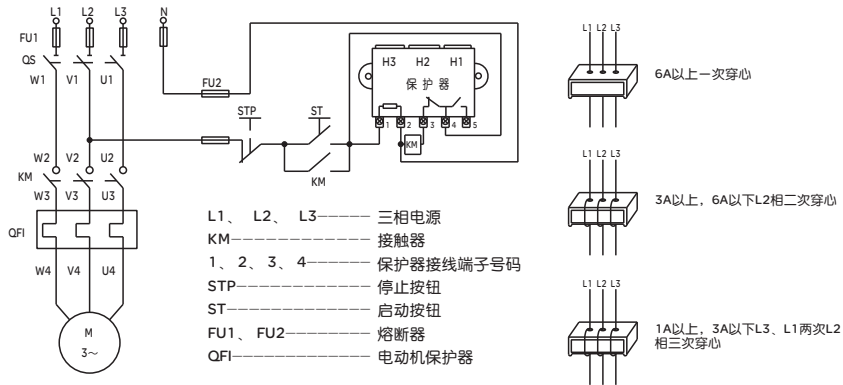 L1 L2 L3 N
FU1
QS
W1 V1 U1
FU2
STP ST
KM
W2 V2 U2
KM
W3 V3 U3
QFI
W4 V4 U4
M
3～
H3 H2 H1
保护器
1 2 3 4 5
KM
L1、 L2、 L3————— 三相电源
KM———————————— 接触器
1、2、3、4————— 保护器接线端子号码
STP———————————— 停止按钮
ST———————————— 启动按钮
FU1、FU2——————— 熔断器
QFI———————————— 电动机保护器
L1 L2 L3
6A以上一次穿心
L1 L2 L3
3A以上，6A以下L2相二次穿心
L1 L2 L3
1A以上，3A以下L3、L1两次L2
相三次穿心